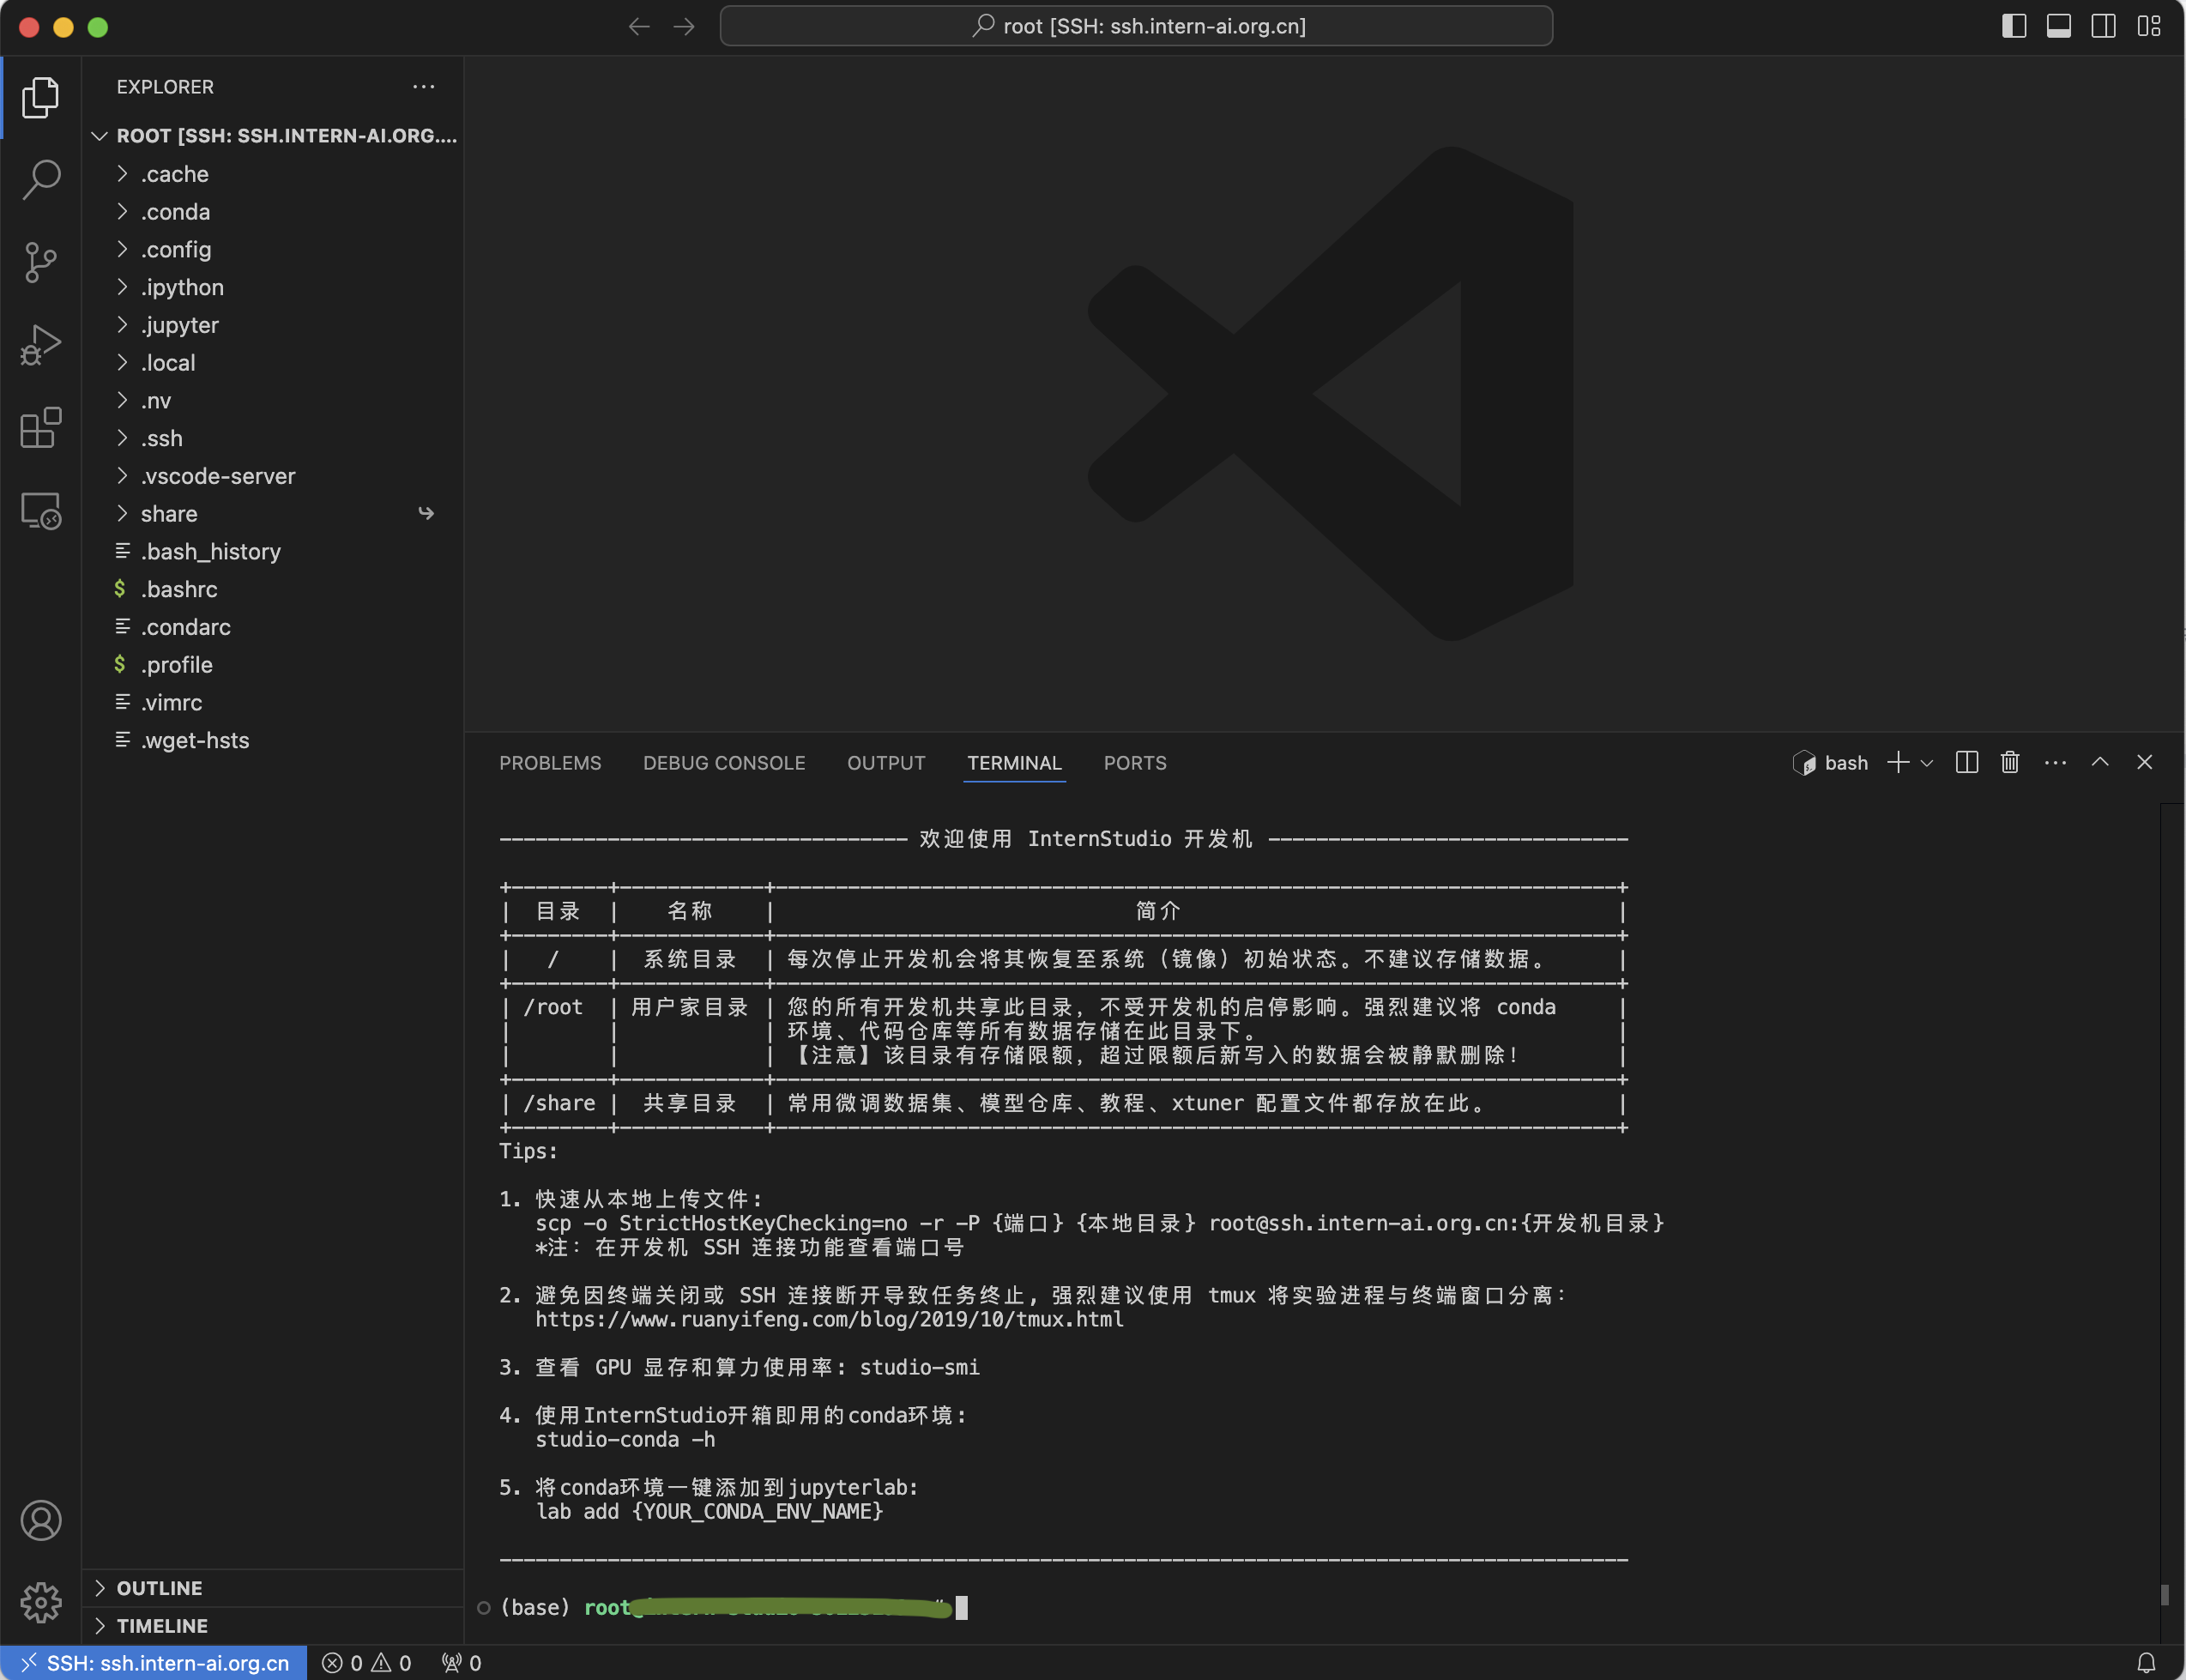 root [SSH: ssh.intern-ai.org.cn]
EXPLORER
ROOT [SSH: SSH.INTERN-AI.ORG....
.cache
.conda
.config
.ipython
.jupyter
.local
.nv
.ssh
.vscode-server
share
.bash_history
$ .bashrc
.condarc
$ .profile
.vimrc
.wget-hsts
OUTLINE
TIMELINE
PROBLEMS DEBUG CONSOLE OUTPUT TERMINAL PORTS
bash
------------------------------ 欢迎使用 InternStudio 开发机 ------------------------------
| 目录 | 名称 | 简介 |
| / | 系统目录 | 每次停止开发机会将其恢复至系统（镜像）初始状态。不建议存储数据。 |
| /root | 用户家目录 | 您的所有开发机共享此目录，不受开发机的启停影响。强烈建议将 conda |
| | | 环境、代码仓库等所有数据存储在此目录下。 |
| | | 【注意】该目录有存储限额，超过限额后新写入的数据会被静默删除！ |
| /share | 共享目录 | 常用微调数据集、模型仓库、教程、xtuner 配置文件都存放在此。 |
Tips:
1. 快速从本地上传文件：
scp -o StrictHostKeyChecking=no -r -P {端口} {本地目录} root@ssh.intern-ai.org.cn:{开发机目录}
*注：在开发机 SSH 连接功能查看端口号
2. 避免因终端关闭或 SSH 连接断开导致任务终止，强烈建议使用 tmux 将实验进程与终端窗口分离：
https://www.ruanyifeng.com/blog/2019/10/tmux.html
3. 查看 GPU 显存和算力使用率：studio-smi
4. 使用InternStudio开箱即用的conda环境：
studio-conda -h
5. 将conda环境一键添加到jupyterlab:
lab add {YOUR_CONDA_ENV_NAME}
(base) root@
SSH: ssh.intern-ai.org.cn 0 0 0